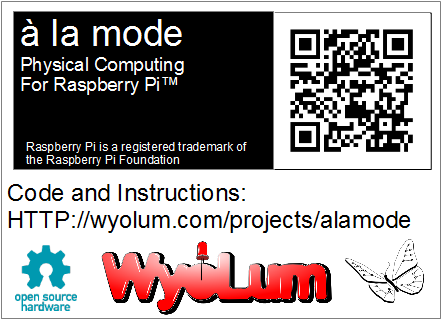 à la mode
Physical Computing
For Raspberry Pi™
Raspberry Pi is a registered trademark of
the Raspberry Pi Foundation
Code and Instructions:
HTTP://wyolum.com/projects/alamode
open source
hardware
WyoLum